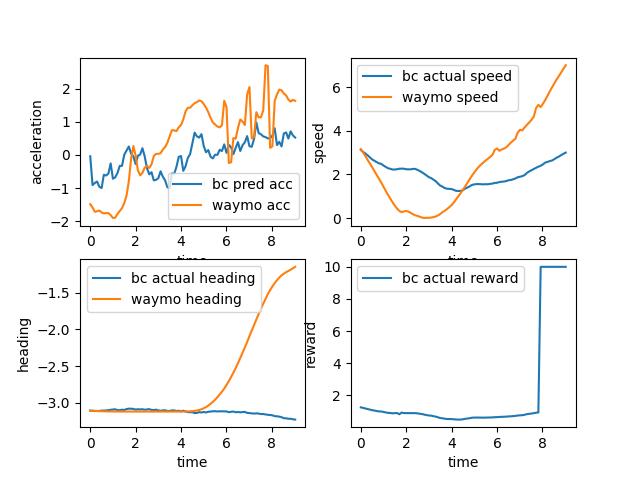 acceleration
2
1
0
−1
−2
bc pred acc
waymo acc
0
2
4
6
8
time
speed
6
4
2
0
bc actual speed
waymo speed
0
2
4
6
8
time
heading
−1.5
−2.0
−2.5
−3.0
bc actual heading
waymo heading
0
2
4
6
8
time
reward
10
8
6
4
2
bc actual reward
0
2
4
6
8
time